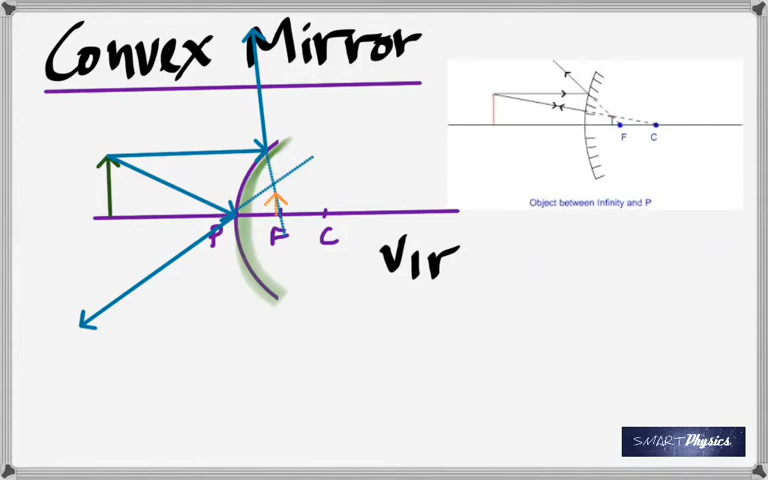 Convex Mirror
F C
Object between Infinity and P
P F C
vir
SMARTPhysics